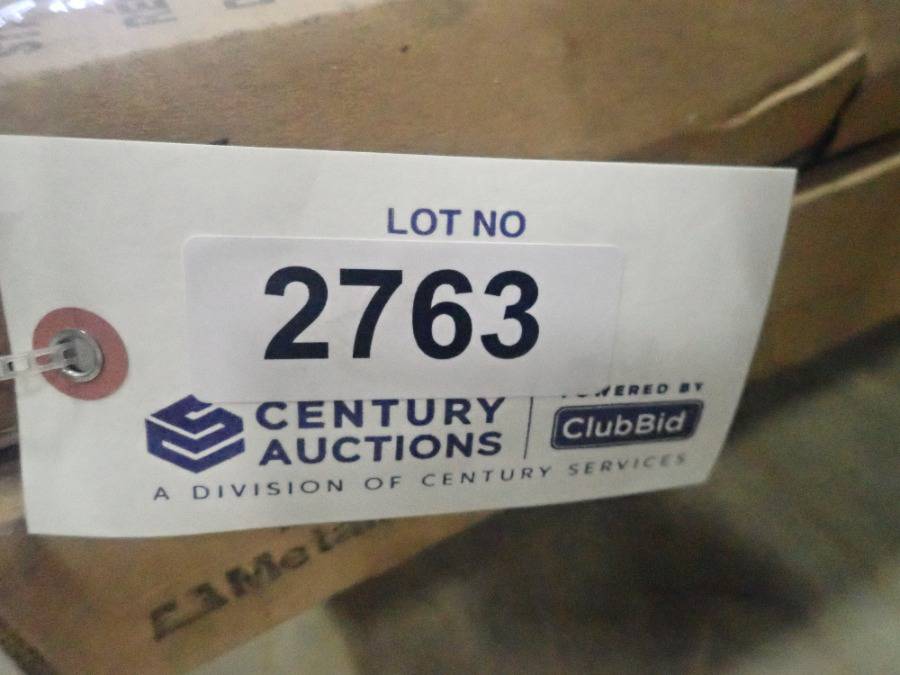 LOT NO
2763
CENTURY
AUCTIONS
POWERED BY
ClubBid
A DIVISION OF CENTURY SERVICES